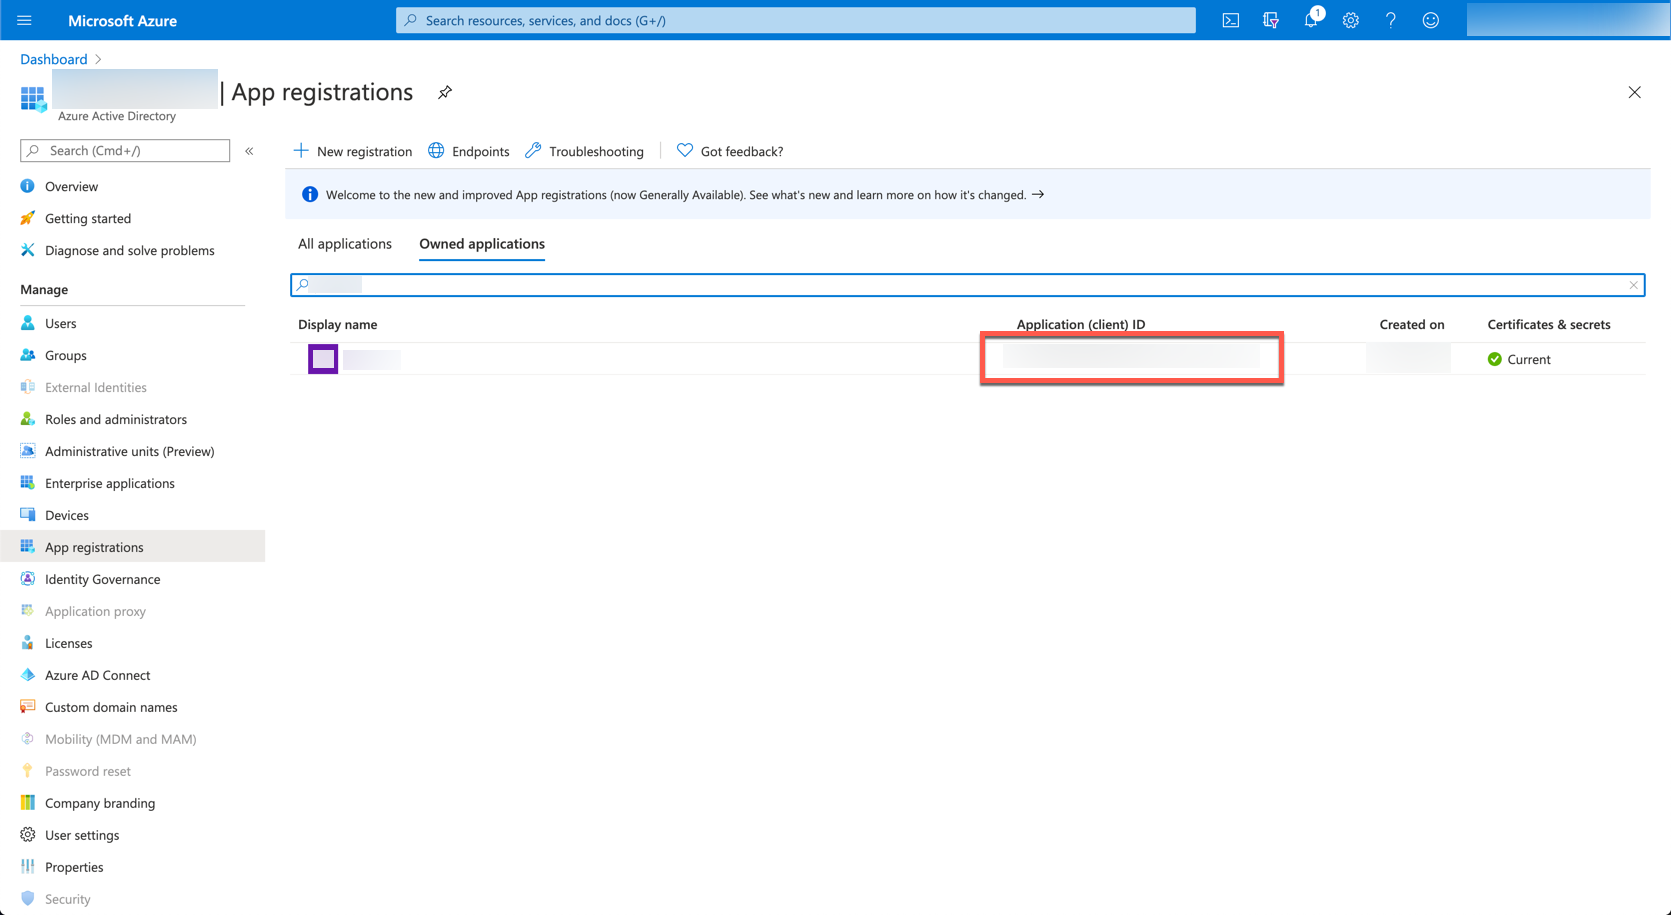 Microsoft Azure
Search resources, services, and docs (G+/)
1
Dashboard
| App registrations
Azure Active Directory
Search (Cmd+/)
«
New registration
Endpoints
Troubleshooting
Got feedback?
Overview
Getting started
Diagnose and solve problems
Manage
Users
Groups
External Identities
Roles and administrators
Administrative units (Preview)
Enterprise applications
Devices
App registrations
Identity Governance
Application proxy
Licenses
Azure AD Connect
Custom domain names
Mobility (MDM and MAM)
Password reset
Company branding
User settings
Properties
Security
Welcome to the new and improved App registrations (now Generally Available). See what's new and learn more on how it's changed. →
All applications
Owned applications
Display name
Application (client) ID
Created on
Certificates & secrets
Current